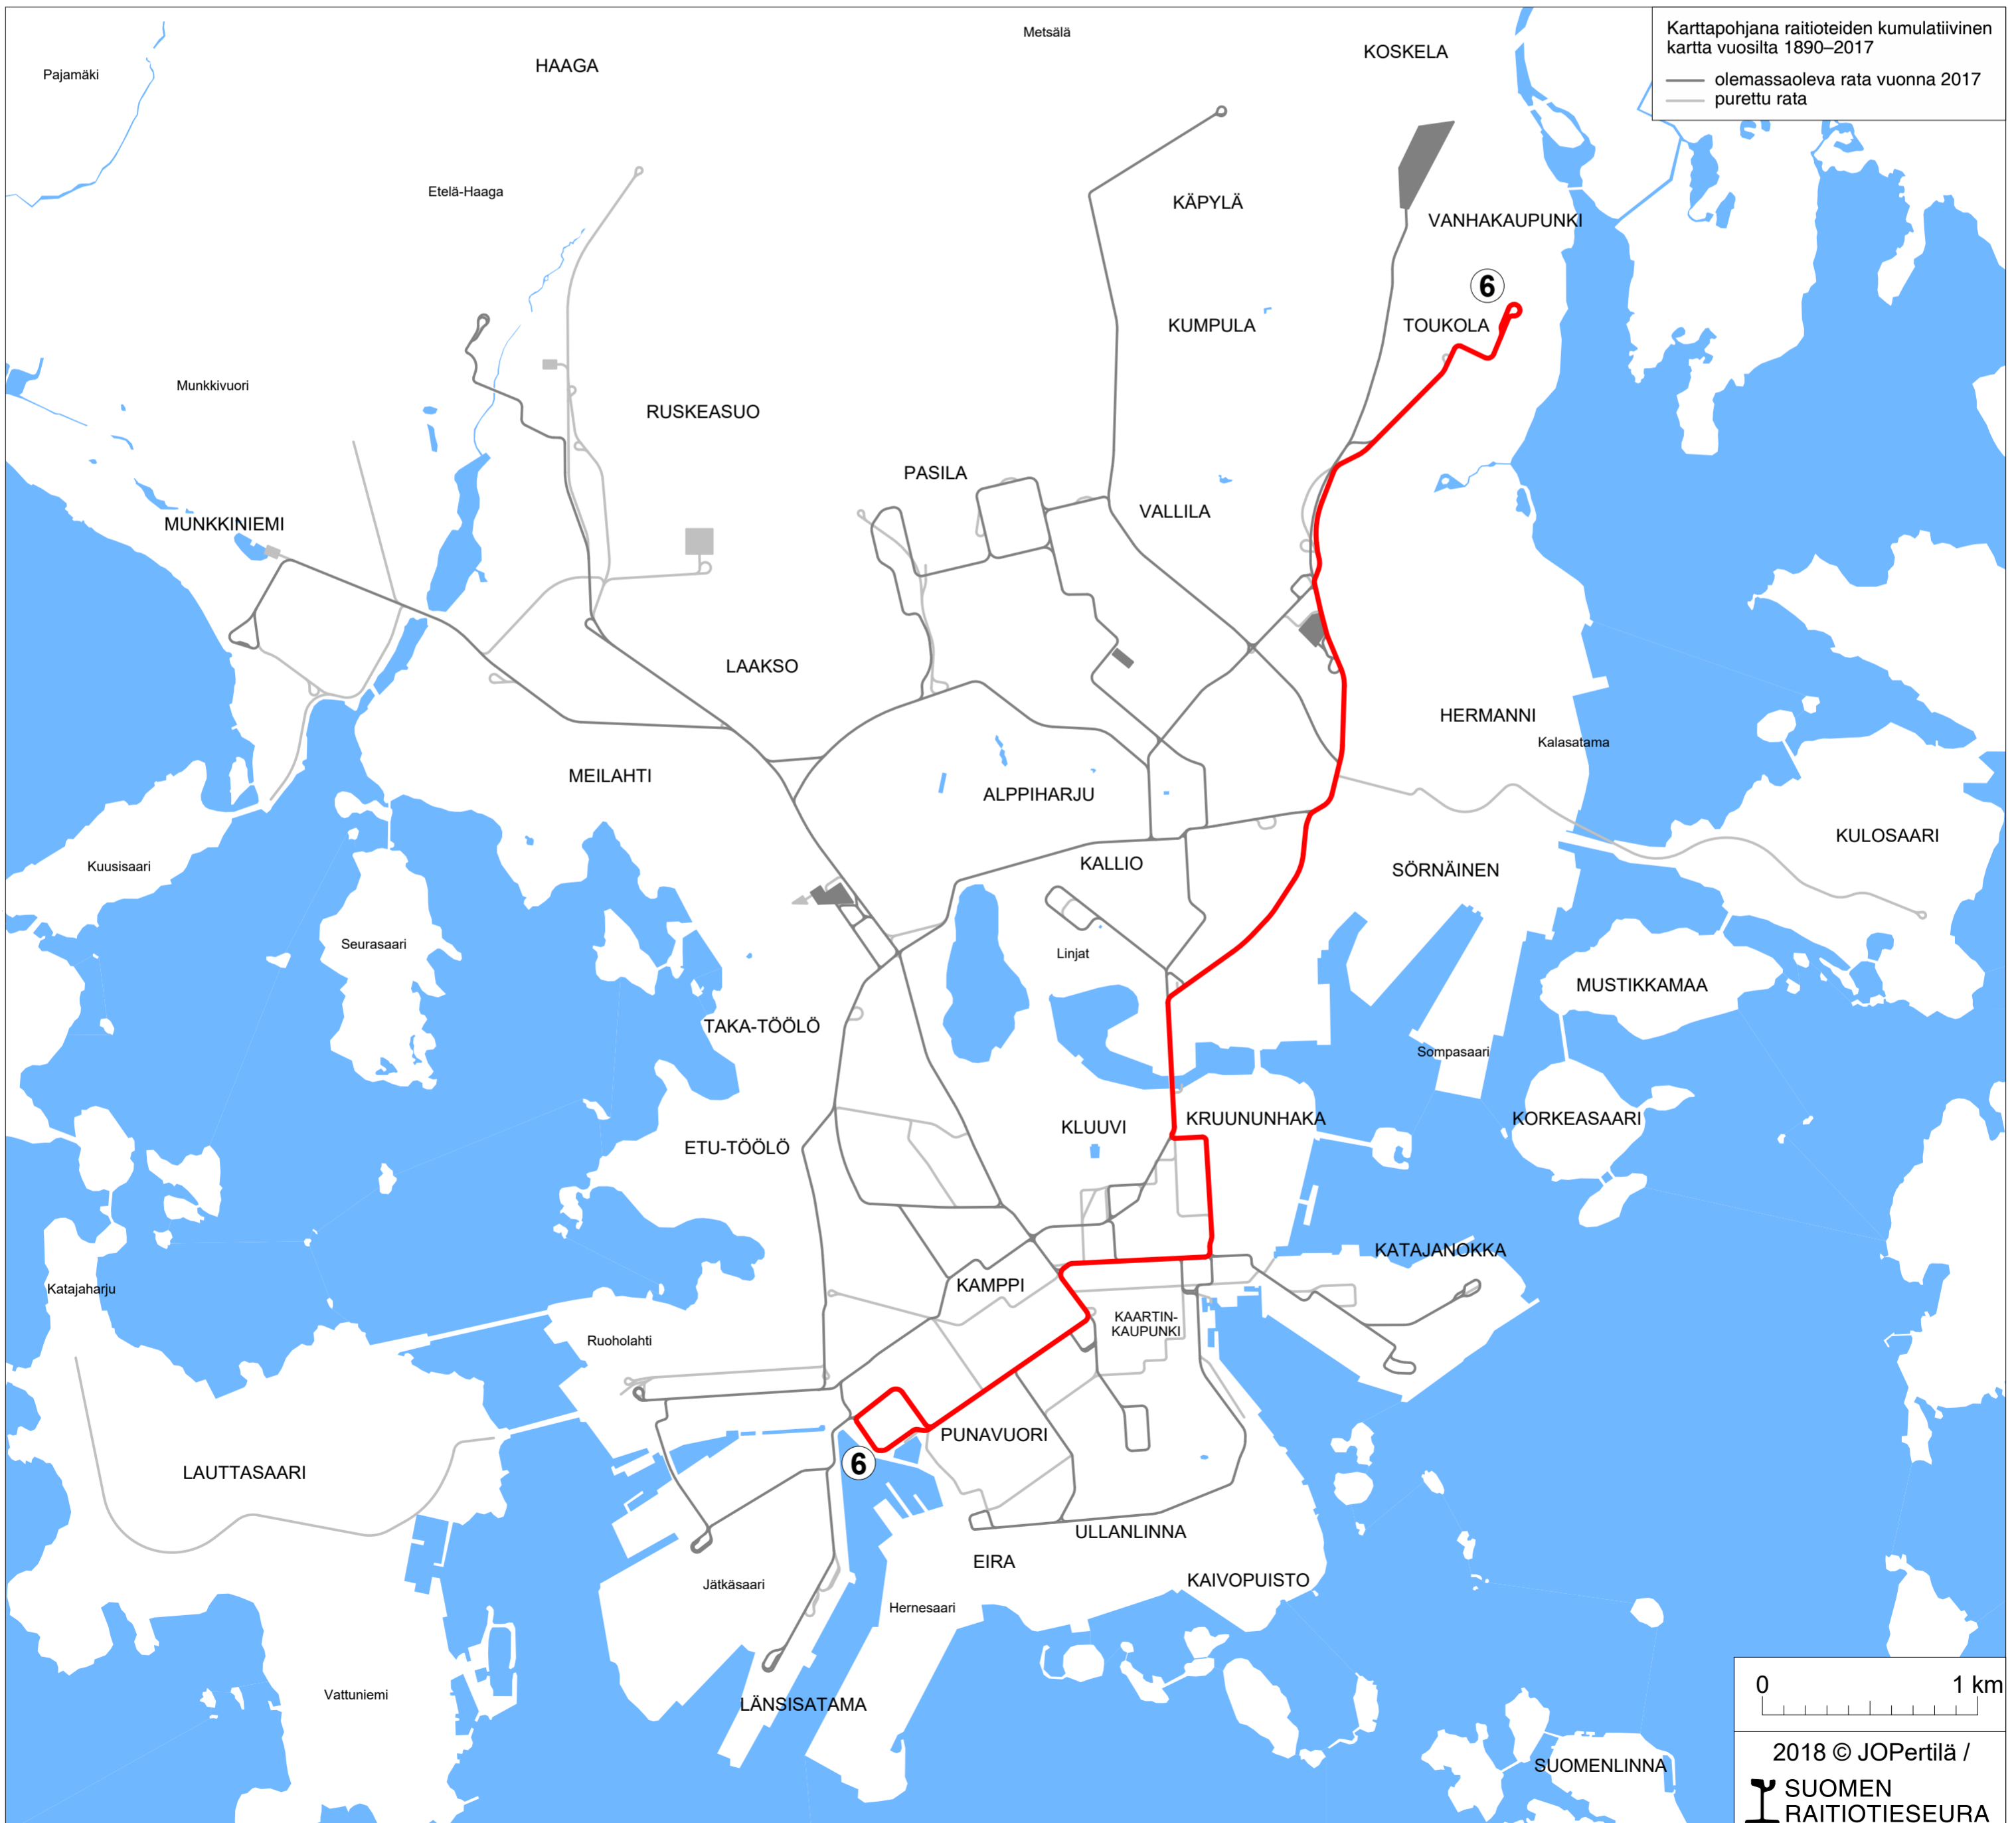 Karttapohjana raitioteiden kumulatiivinen
kartta vuosilta 1890–2017
olemassaoleva rata vuonna 2017
purettu rata
Metsälä
KOSKELA
HAAGA
Pajamäki
Etelä-Haaga
KÄPYLÄ
VANHAKAUPUNKI
6
KUMPULA
TOUKOLA
Munkkivuori
RUSKEASUO
PASILA
VALLILA
MUNKKINIEMI
LAAKSO
HERMANNI
Kalasatama
MEILAHTI
ALPPIHARJU
KULOSAARI
Kuusisaari
KALLIO
SÖRNÄINEN
Seurasaari
Linjat
MUSTIKKAMAA
TAKA-TÖÖLÖ
Sompasaari
KLUUVI
KRUUNUNHAKA
KORKEASAARI
ETU-TÖÖLÖ
KATAJANOKKA
Katajaharju
KAMPPI
KAARTIN-
KAUPUNKI
Ruoholahti
PUNAVUORI
6
LAUTTASAARI
ULLANLINNA
EIRA
KAIVOPUISTO
Jätkäsaari
Hernesaari
Vattuniemi
LÄNSISATAMA
SUOMENLINNA
0 1 km
2018 © JOPertilä /
SUOMEN
RAITIOTIESEURA